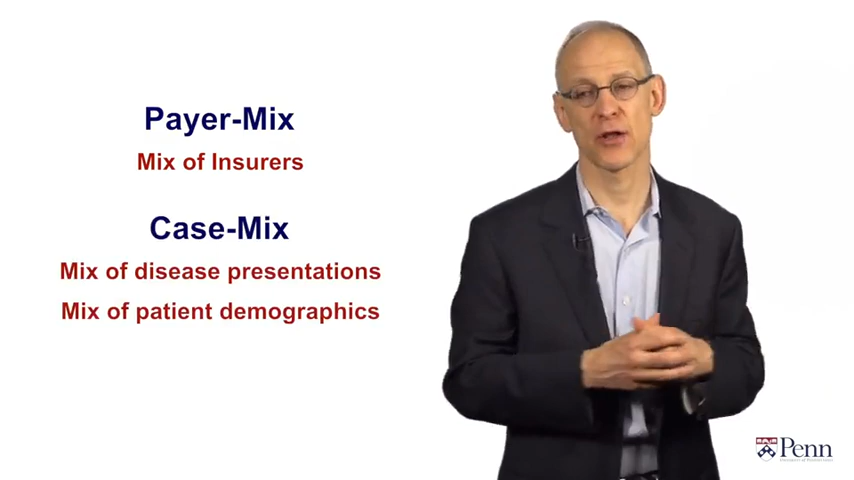 Payer-Mix
Mix of Insurers
Case-Mix
Mix of disease presentations
Mix of patient demographics
Penn